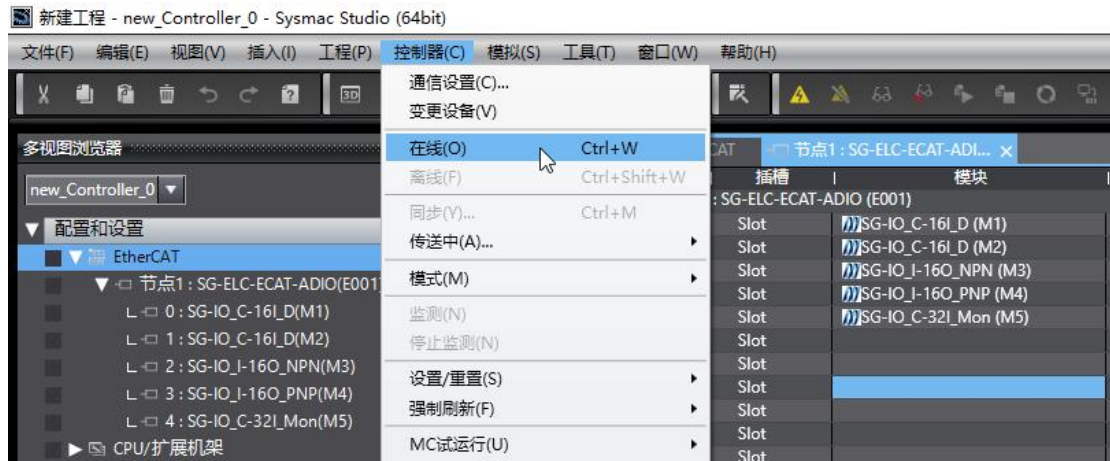 新建工程 - new_Controller_0 - Sysmac Studio (64bit)
文件(F) 编辑(E) 视图(V) 插入(I) 工程(P) 控制器(C) 模拟(S) 工具(T) 窗口(W) 帮助(H)
3D
通信设置(C)...
变更设备(V)
在线(O) Ctrl+W
离线(F) Ctrl+Shift+W
同步(Y)... Ctrl+M
传送中(A)...
模式(M)
监测(N)
停止监测(N)
设置/重置(S)
强制刷新(F)
MC试运行(U)
多视图浏览器
new_Controller_0
配置和设置
EtherCAT
节点1 : SG-ELC-ECAT-ADIO(E001
0 : SG-IO_C-16I_D(M1)
1 : SG-IO_C-16I_D(M2)
2 : SG-IO_I-16O_NPN(M3)
3 : SG-IO_I-16O_PNP(M4)
4 : SG-IO_C-32I_Mon(M5)
CPU/扩展机架
CAT 节点1 : SG-ELC-ECAT-ADI...
插槽 模块
: SG-ELC-ECAT-ADIO (E001)
Slot SG-IO_C-16I_D (M1)
Slot SG-IO_C-16I_D (M2)
Slot SG-IO_I-16O_NPN (M3)
Slot SG-IO_I-16O_PNP (M4)
Slot SG-IO_C-32I_Mon (M5)
Slot
Slot
Slot
Slot
Slot
Slot